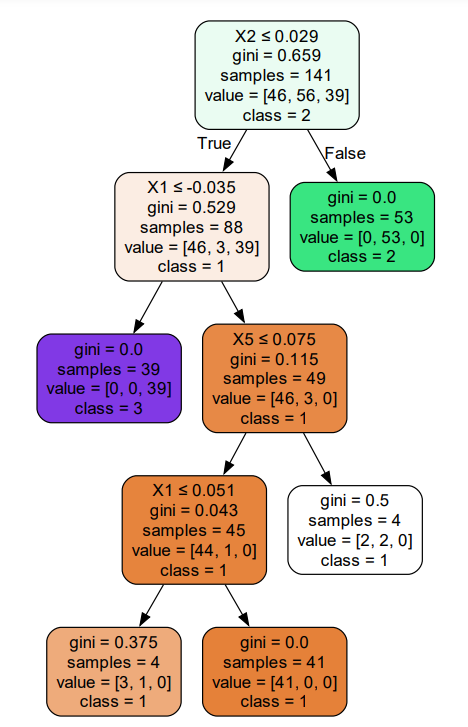 X2 ≤ 0.029
gini = 0.659
samples = 141
value = [46, 56, 39]
class = 2
True
False
X1 ≤ -0.035
gini = 0.529
samples = 88
value = [46, 3, 39]
class = 1
gini = 0.0
samples = 53
value = [0, 53, 0]
class = 2
gini = 0.0
samples = 39
value = [0, 0, 39]
class = 3
X5 ≤ 0.075
gini = 0.115
samples = 49
value = [46, 3, 0]
class = 1
X1 ≤ 0.051
gini = 0.043
samples = 45
value = [44, 1, 0]
class = 1
gini = 0.5
samples = 4
value = [2, 2, 0]
class = 1
gini = 0.375
samples = 4
value = [3, 1, 0]
class = 1
gini = 0.0
samples = 41
value = [41, 0, 0]
class = 1